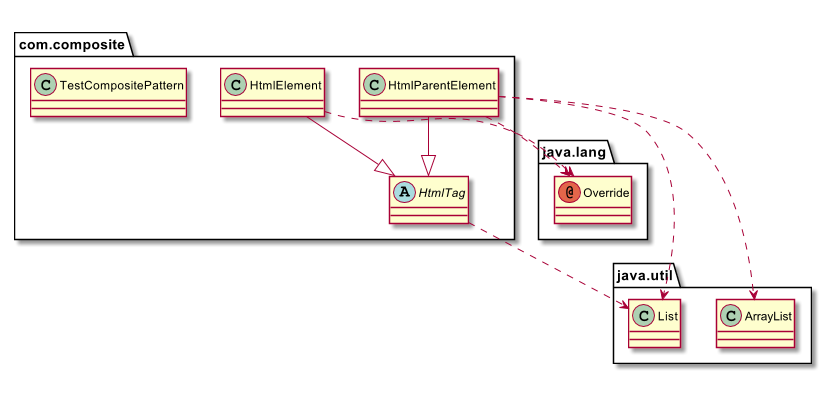 com.composite
C TestCompositePattern
C HtmlElement
C HtmlParentElement
java.lang
A HtmlTag
@ Override
java.util
C List
C ArrayList